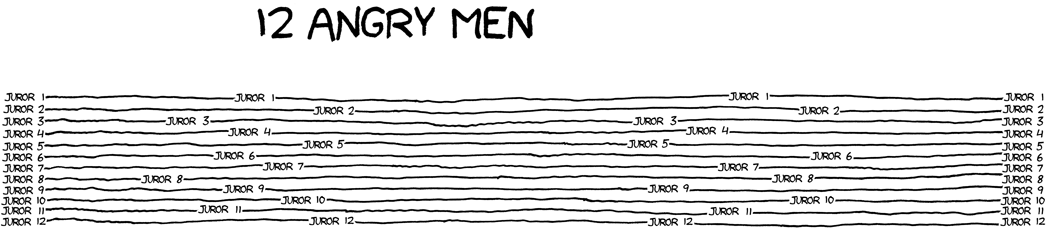 12 ANGRY MEN
JUROR 1 JUROR 1 JUROR 1 JUROR 1
JUROR 2 JUROR 2 JUROR 2 JUROR 2
JUROR 3 JUROR 3 JUROR 3 JUROR 3
JUROR 4 JUROR 4 JUROR 4 JUROR 4
JUROR 5 JUROR 5 JUROR 5 JUROR 5
JUROR 6 JUROR 6 JUROR 6 JUROR 6
JUROR 7 JUROR 7 JUROR 7 JUROR 7
JUROR 8 JUROR 8 JUROR 8 JUROR 8
JUROR 9 JUROR 9 JUROR 9 JUROR 9
JUROR 10 JUROR 10 JUROR 10 JUROR 10
JUROR 11 JUROR 11 JUROR 11 JUROR 11
JUROR 12 JUROR 12 JUROR 12 JUROR 12